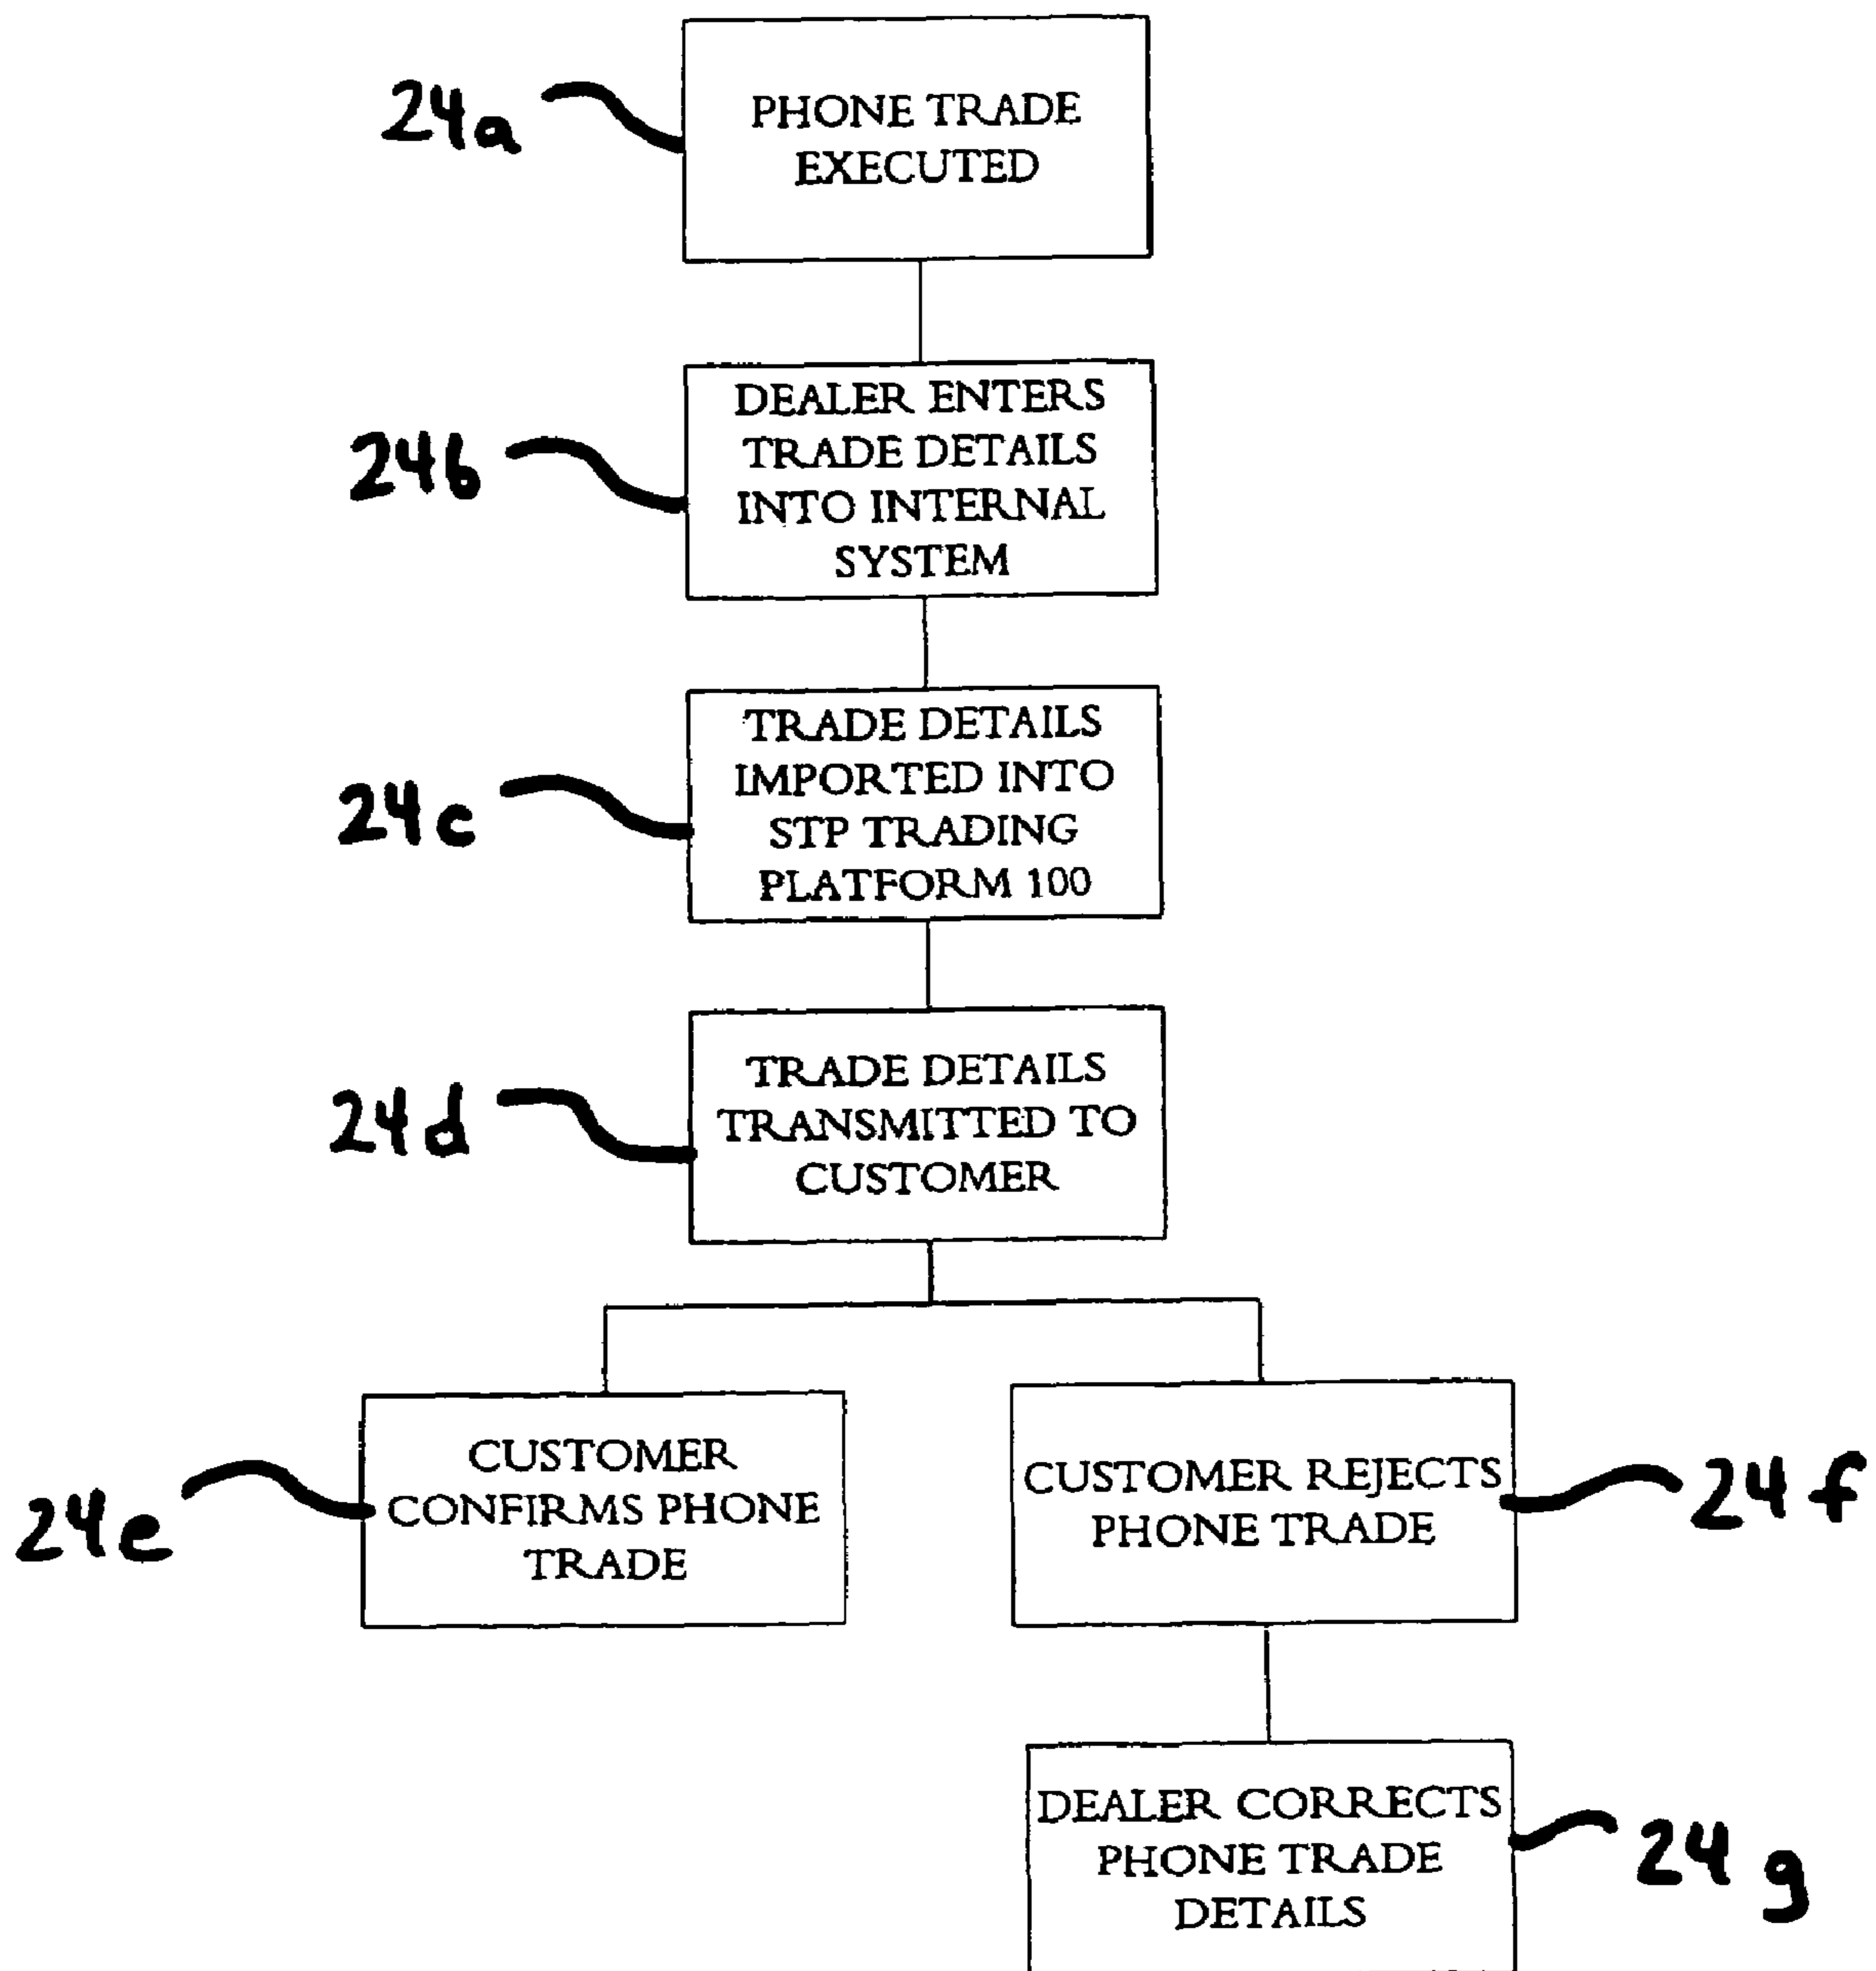 24a
PHONE TRADE
EXECUTED
24b
DEALER ENTERS
TRADE DETAILS
INTO INTERNAL
SYSTEM
24c
TRADE DETAILS
IMPORTED INTO
STP TRADING
PLATFORM 100
24d
TRADE DETAILS
TRANSMITTED TO
CUSTOMER
24e
CUSTOMER
CONFIRMS PHONE
TRADE
CUSTOMER REJECTS
PHONE TRADE
24f
DEALER CORRECTS
PHONE TRADE
DETAILS
24g